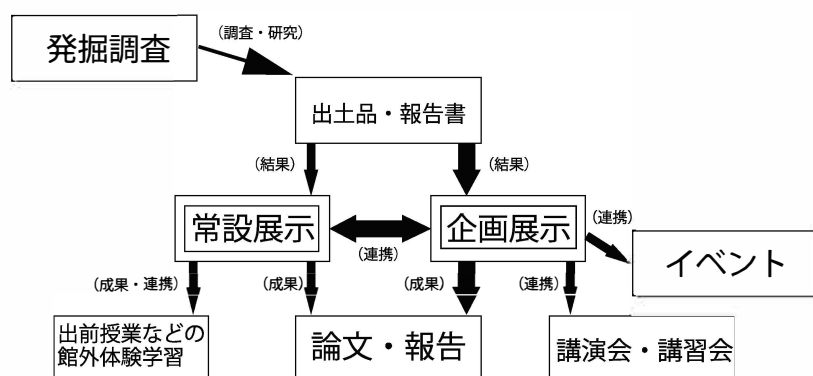 発掘調査
(調査・研究)
出土品・報告書
(結果)
(結果)
常設展示
(連携)
企画展示
(連携)
イベント
(成果・連携)
(成果)
(成果)
(連携)
出前授業などの
館外体験学習
論文・報告
講演会・講習会